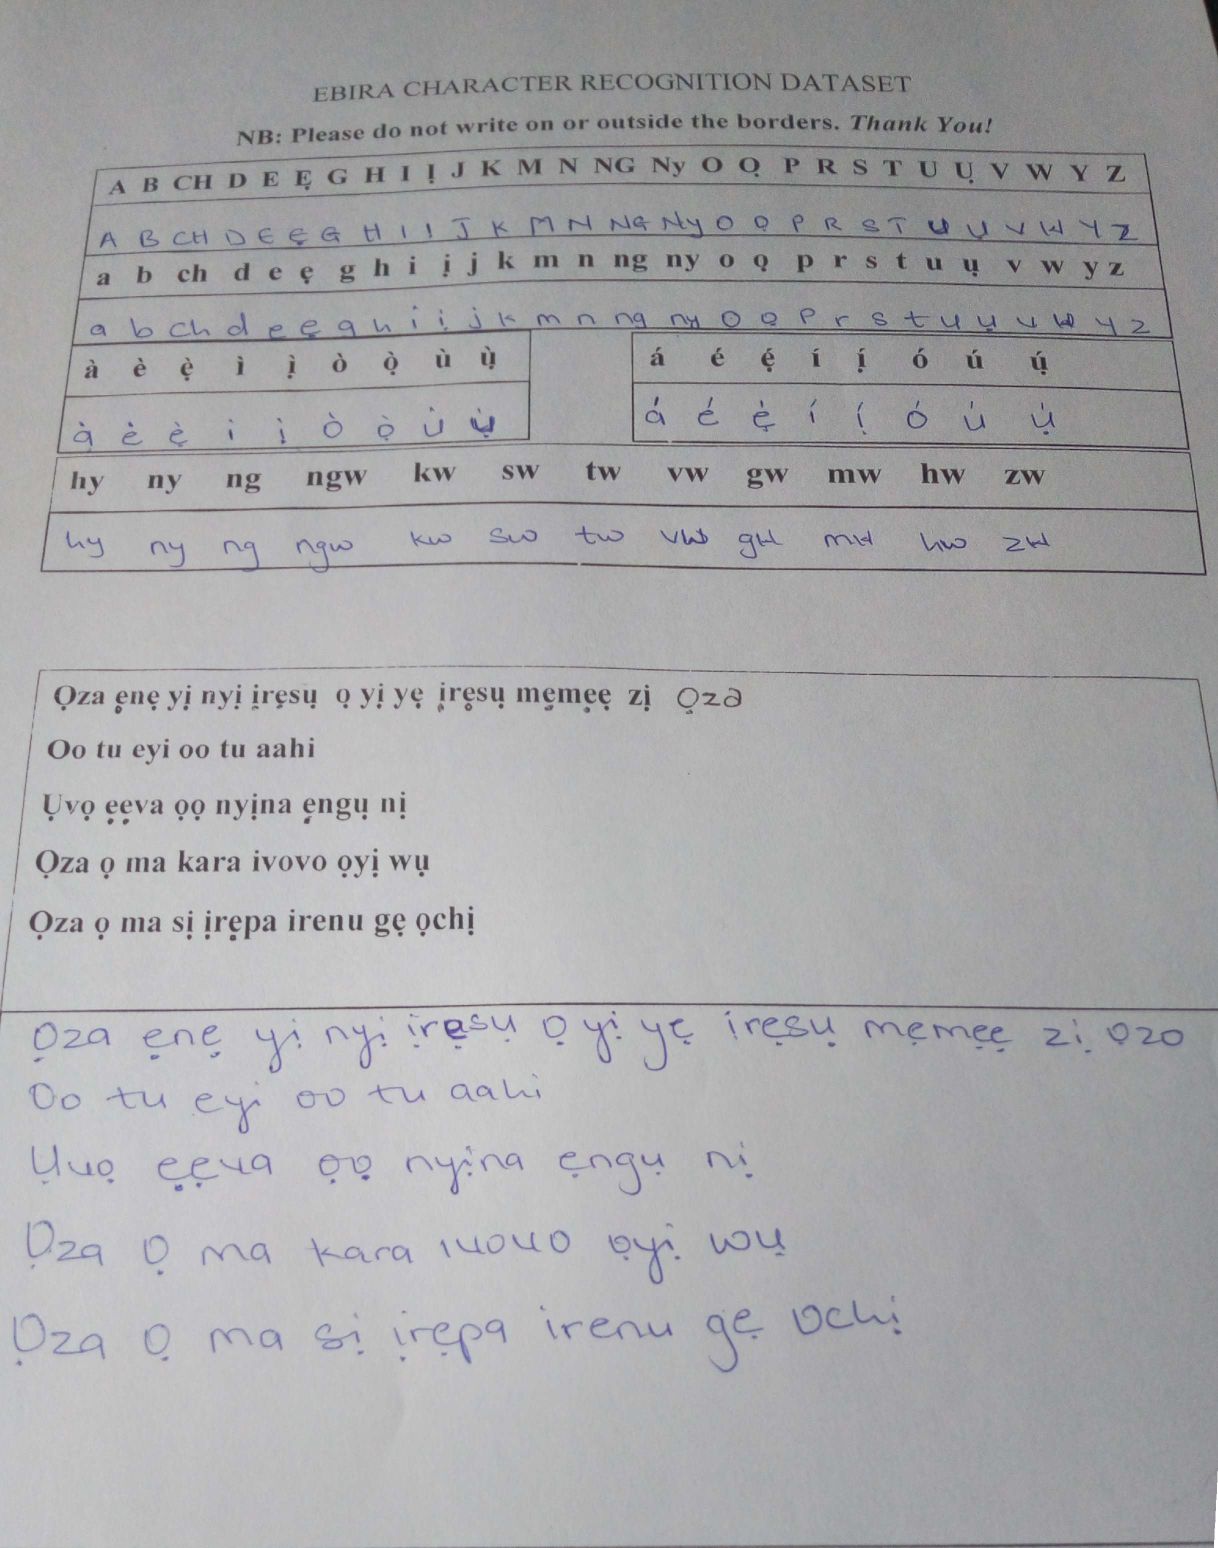 EBIRA CHARACTER RECOGNITION DATASET
NB: Please do not write on or outside the borders. Thank You!
A B CH D E Ẹ G H I Ị J K M N NG Ny O Ọ P R S T U Ụ V W Y Z
A B CH D E Ẹ G H I Ị J K M N NG Ny O Ọ P R S T U Ụ V W Y Z
a b ch d e ẹ g h i ị j k m n ng ny o ọ p r s t u ụ v w y z
a b ch d e ẹ g h i ị j k m n ng ny o ọ p r s t u ụ v w y z
à è ẹ̀ ì ị̀ ò ọ̀ ù ụ̀ á é ẹ́ í ị́ ó ú ụ́
à è ẹ̀ i ị ò ọ̀ ù ụ̀ á é ẹ́ í ị́ ó ú ụ́
hy ny ng ngw kw sw tw vw gw mw hw zw
hy ny ng ngw kw sw tw vw gw mw hw zw
Ọza ẹnẹ yị nyị ịrẹsụ ọ yị yẹ ịrẹsụ mẹmẹẹ zị Ọza
Oo tu eyi oo tu aahi
Ụvọ ẹẹva ọọ nyịna ẹngụ nị
Ọza ọ ma kara ivovo ọyị wụ
Ọza ọ ma sị ịrẹpa irenu gẹ ọchị
Ọza ẹnẹ yị nyị ịrẹsụ Ọ yị yẹ irẹsụ mẹmẹẹ zị ọzo
Oo tu eyi oo tu aahi
Ụvọ ẹẹva ọọ nyịna ẹngụ nị
Ọza Ọ ma kara ivovo ọyị wụ
Ọza Ọ ma sị ịrẹpa irenu gẹ ochị